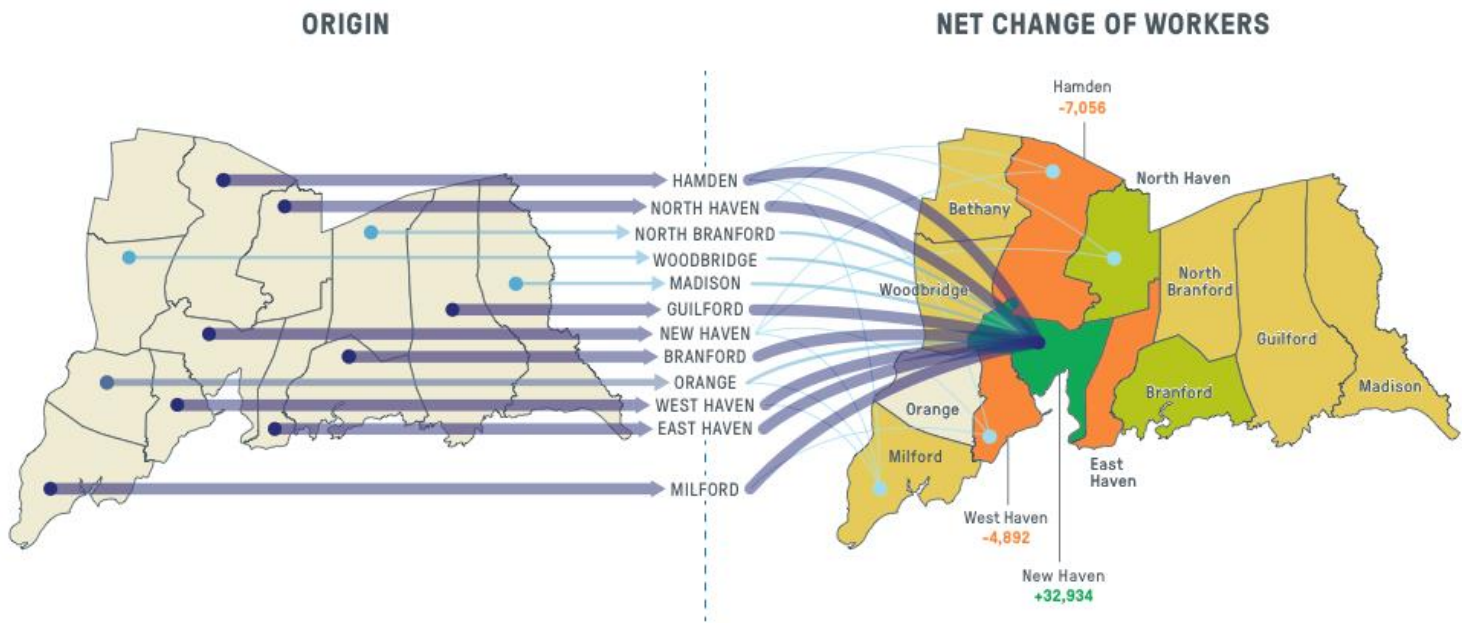 ORIGIN
NET CHANGE OF WORKERS
HAMDEN
NORTH HAVEN
NORTH BRANFORD
WOODBRIDGE
MADISON
GUILFORD
NEW HAVEN
BRANFORD
ORANGE
WEST HAVEN
EAST HAVEN
MILFORD
Hamden
-7,056
North Haven
Bethany
Woodbridge
North
Branford
Guilford
Madison
Branford
Orange
Milford
East
Haven
West Haven
-4,892
New Haven
+32,934